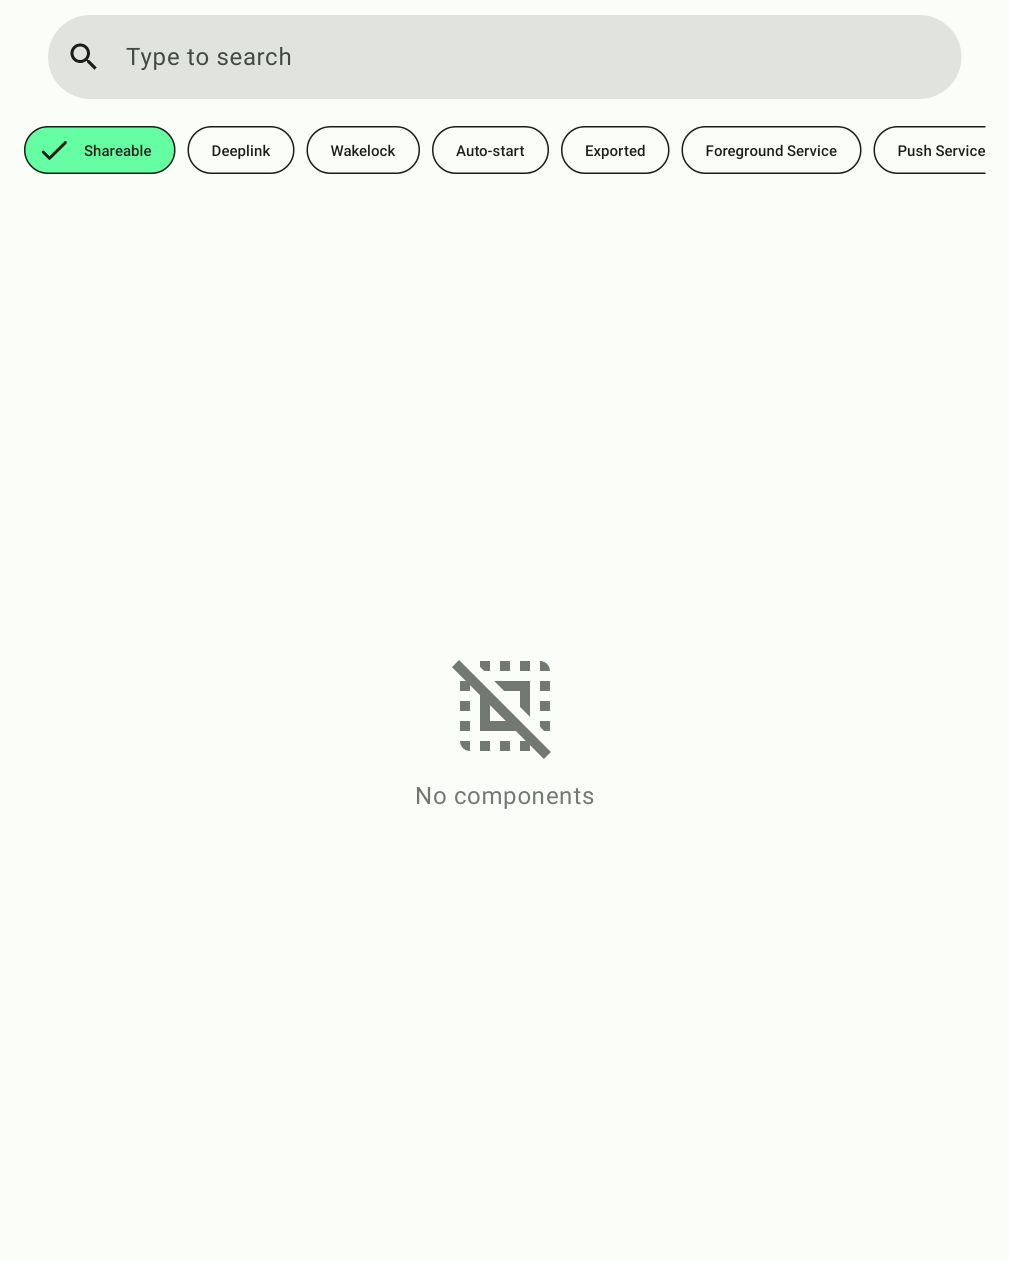 Type to search
Shareable Deeplink Wakelock Auto-start Exported Foreground Service Push Service
No components